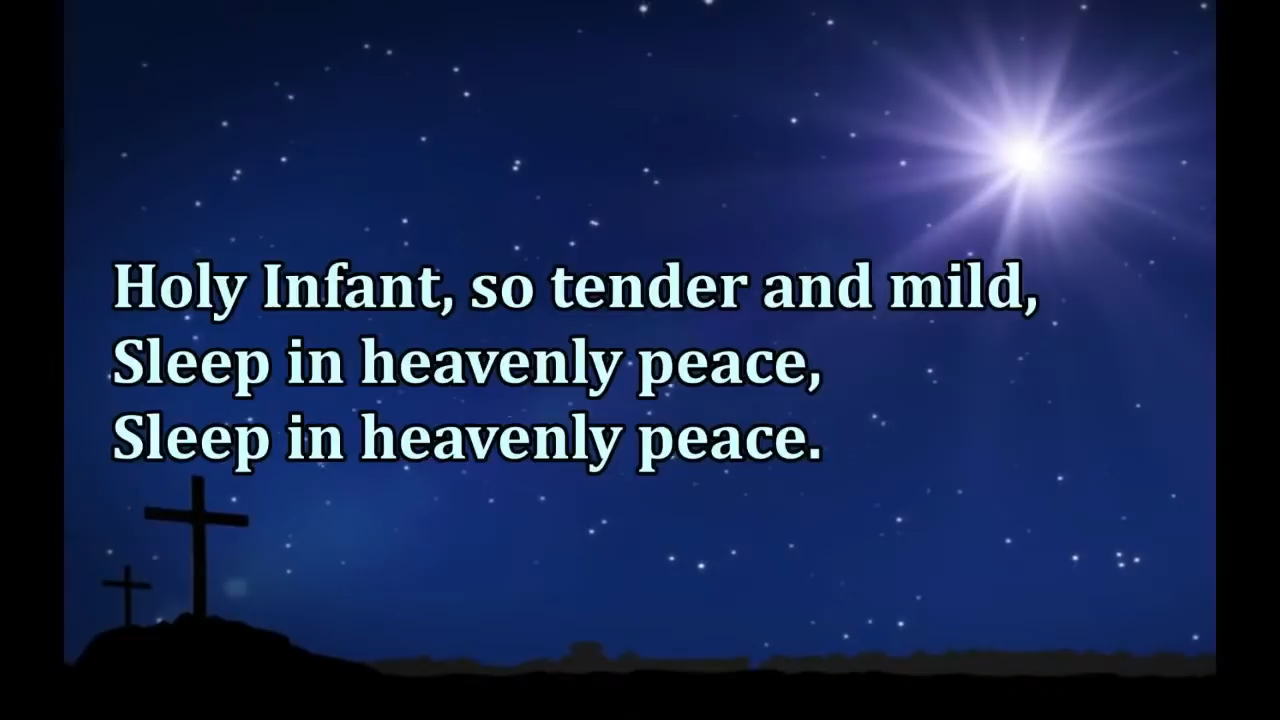 Holy Infant, so tender and mild,
Sleep in heavenly peace,
Sleep in heavenly peace.